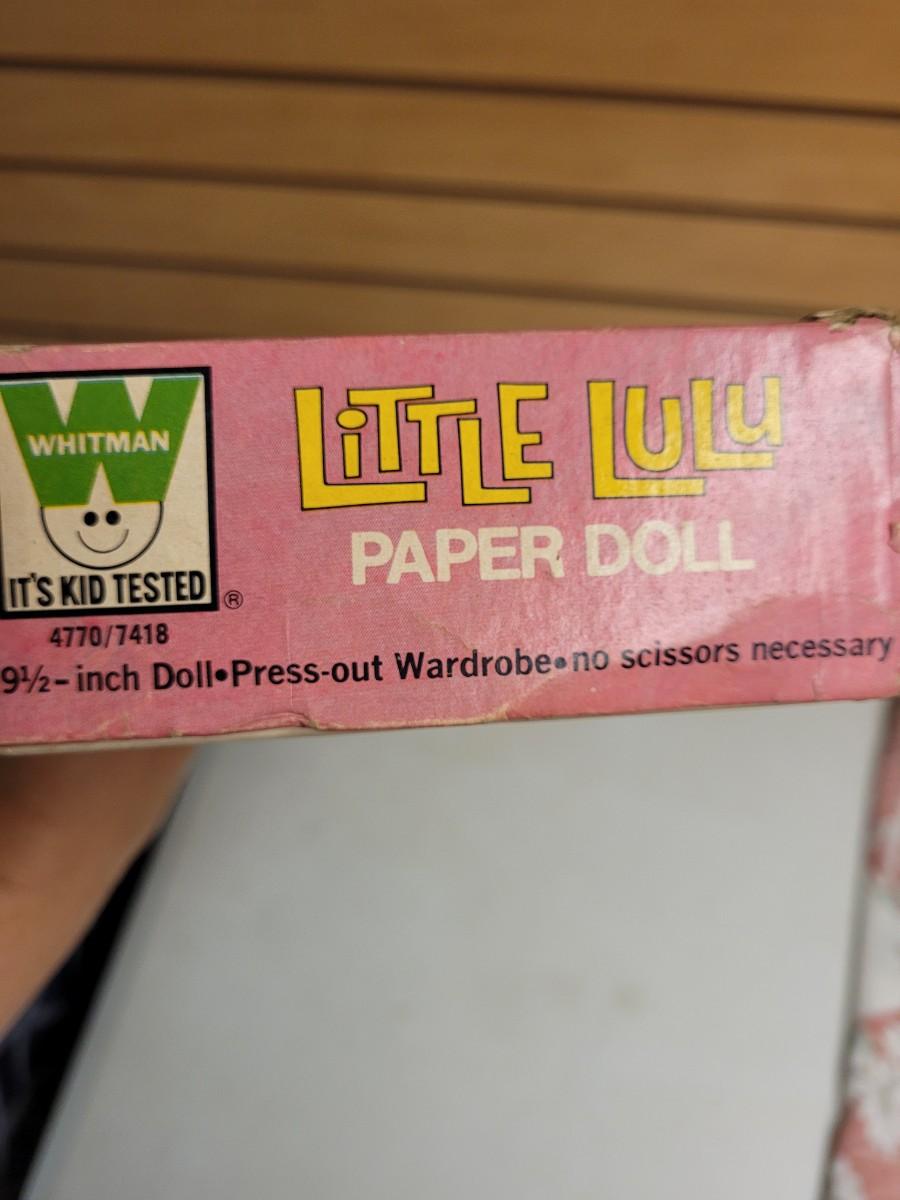 WHITMAN
IT'S KID TESTED ®
4770/7418
LiTTLE LULU
PAPER DOLL
9½-inch Doll•Press-out Wardrobe•no scissors necessary